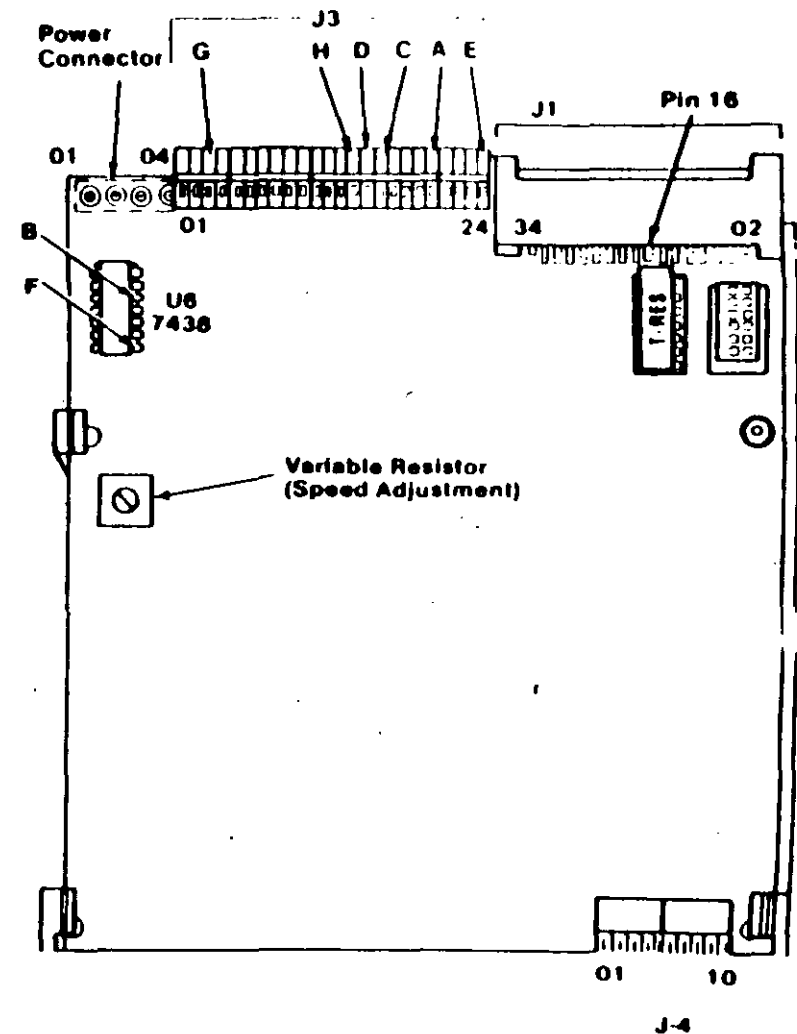 J3
Power
Connector
G H D C A E
J1
Pin 16
01 04
01 24 34 02
B
F
U6
7438
T-RES
Variable Resistor
(Speed Adjustment)
01 10
J-4